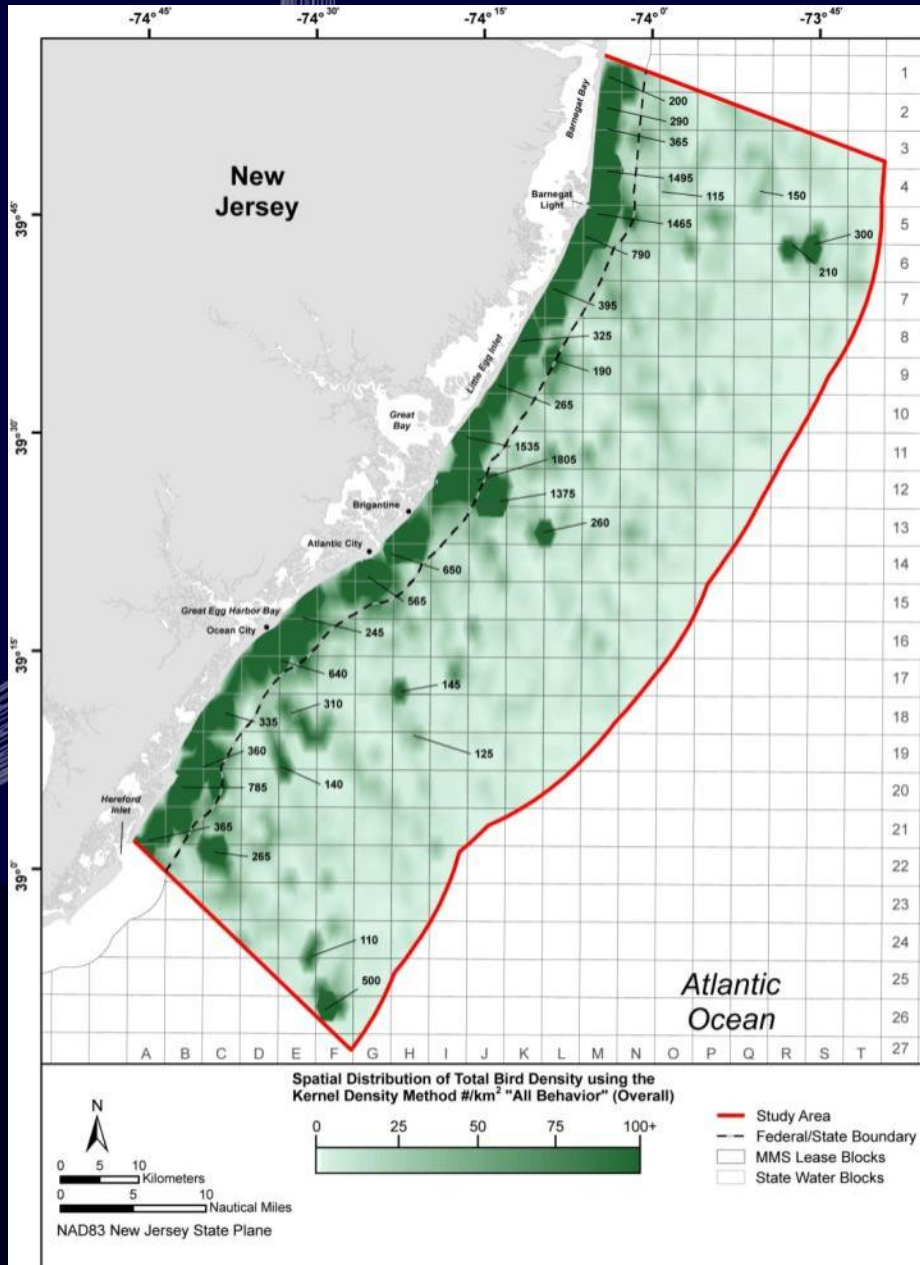 -74° 45'
-74° 30'
-74° 15'
-74° 0'
-73° 45'
39° 45'
39° 30'
39° 15'
39° 0'
New
Jersey
Barnegat Bay
Barnegat
Light
Little Egg Inlet
Great
Bay
Brigantine
Atlantic City
Great Egg Harbor Bay
Ocean City
Hereford
Inlet
200
290
365
1495
115
150
1465
300
790
210
395
325
190
265
1535
1805
1375
260
650
565
245
640
145
310
335
125
360
140
785
365
265
110
500
Atlantic
Ocean
1
2
3
4
5
6
7
8
9
10
11
12
13
14
15
16
17
18
19
20
21
22
23
24
25
26
27
A B C D E F G H I J K L M N O P Q R S T
Spatial Distribution of Total Bird Density using the
Kernel Density Method #/km² "All Behavior" (Overall)
0 25 50 75 100+
N
0 5 10
Kilometers
0 5 10
Nautical Miles
NAD83 New Jersey State Plane
Study Area
Federal/State Boundary
MMS Lease Blocks
State Water Blocks